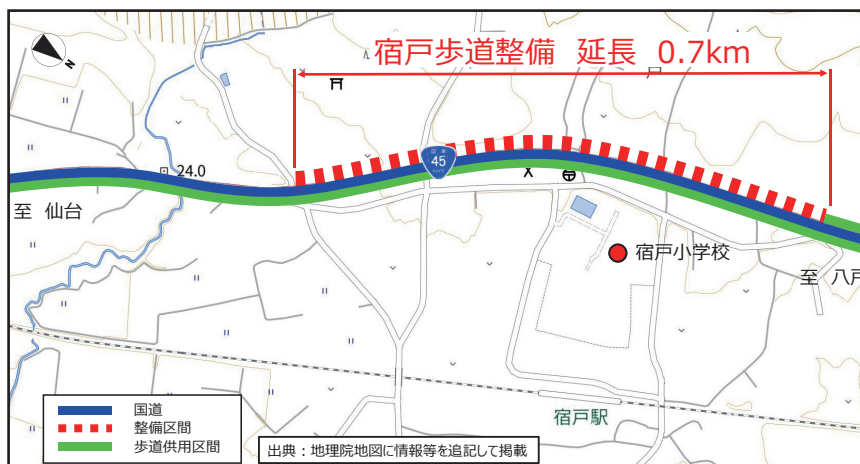 宿戸歩道整備 延長 0.7km
N
戸
国道
45
24.0
至 仙台
宿戸小学校
至 八戸
宿戸駅
国道
整備区間
歩道供用区間
出典：地理院地図に情報等を追記して掲載